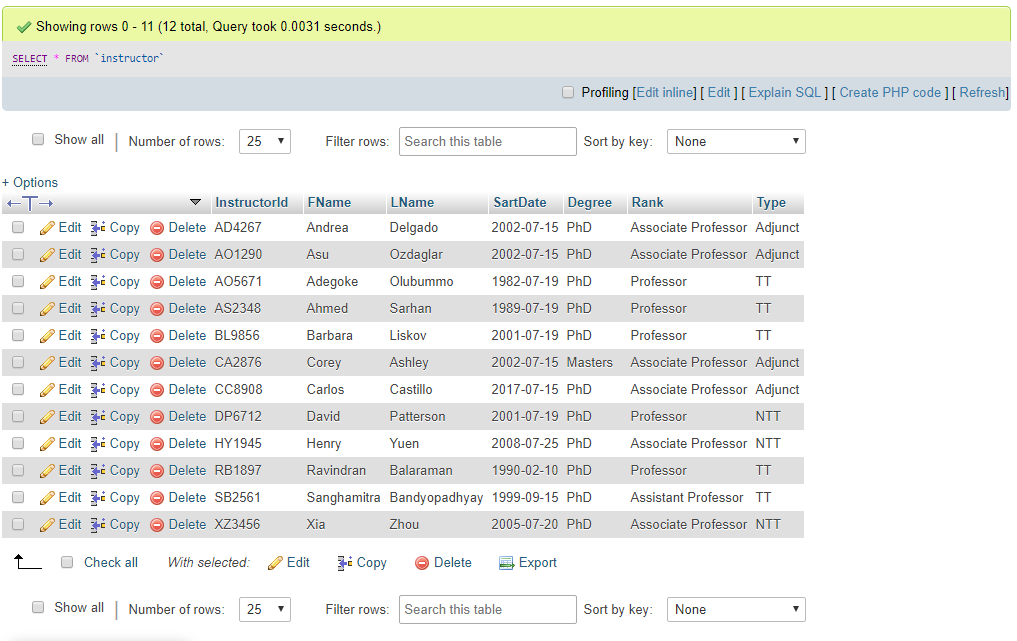 Showing rows 0 - 11 (12 total, Query took 0.0031 seconds.)
SELECT * FROM `instructor`
Profiling [Edit inline] [ Edit ] [ Explain SQL ] [ Create PHP code ] [ Refresh]
Show all | Number of rows: 25 Filter rows: Search this table Sort by key: None
+ Options
←T→ InstructorId FName LName SartDate Degree Rank Type
Edit Copy Delete AD4267 Andrea Delgado 2002-07-15 PhD Associate Professor Adjunct
Edit Copy Delete AO1290 Asu Ozdaglar 2002-07-15 PhD Associate Professor Adjunct
Edit Copy Delete AO5671 Adegoke Olubummo 1982-07-19 PhD Professor TT
Edit Copy Delete AS2348 Ahmed Sarhan 1989-07-19 PhD Professor TT
Edit Copy Delete BL9856 Barbara Liskov 2001-07-19 PhD Professor TT
Edit Copy Delete CA2876 Corey Ashley 2002-07-15 Masters Associate Professor Adjunct
Edit Copy Delete CC8908 Carlos Castillo 2017-07-15 PhD Associate Professor Adjunct
Edit Copy Delete DP6712 David Patterson 2001-07-19 PhD Professor NTT
Edit Copy Delete HY1945 Henry Yuen 2008-07-25 PhD Associate Professor NTT
Edit Copy Delete RB1897 Ravindran Balaraman 1990-02-10 PhD Professor TT
Edit Copy Delete SB2561 Sanghamitra Bandyopadhyay 1999-09-15 PhD Assistant Professor TT
Edit Copy Delete XZ3456 Xia Zhou 2005-07-20 PhD Associate Professor NTT
Check all With selected: Edit Copy Delete Export
Show all | Number of rows: 25 Filter rows: Search this table Sort by key: None